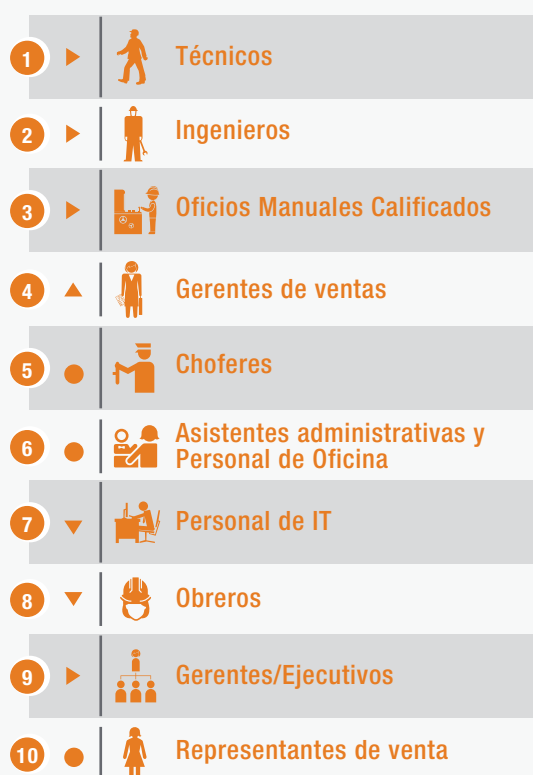 1 Técnicos
2 Ingenieros
3 Oficios Manuales Calificados
4 Gerentes de ventas
5 Choferes
6 Asistentes administrativas y
Personal de Oficina
7 Personal de IT
8 Obreros
9 Gerentes/Ejecutivos
10 Representantes de venta